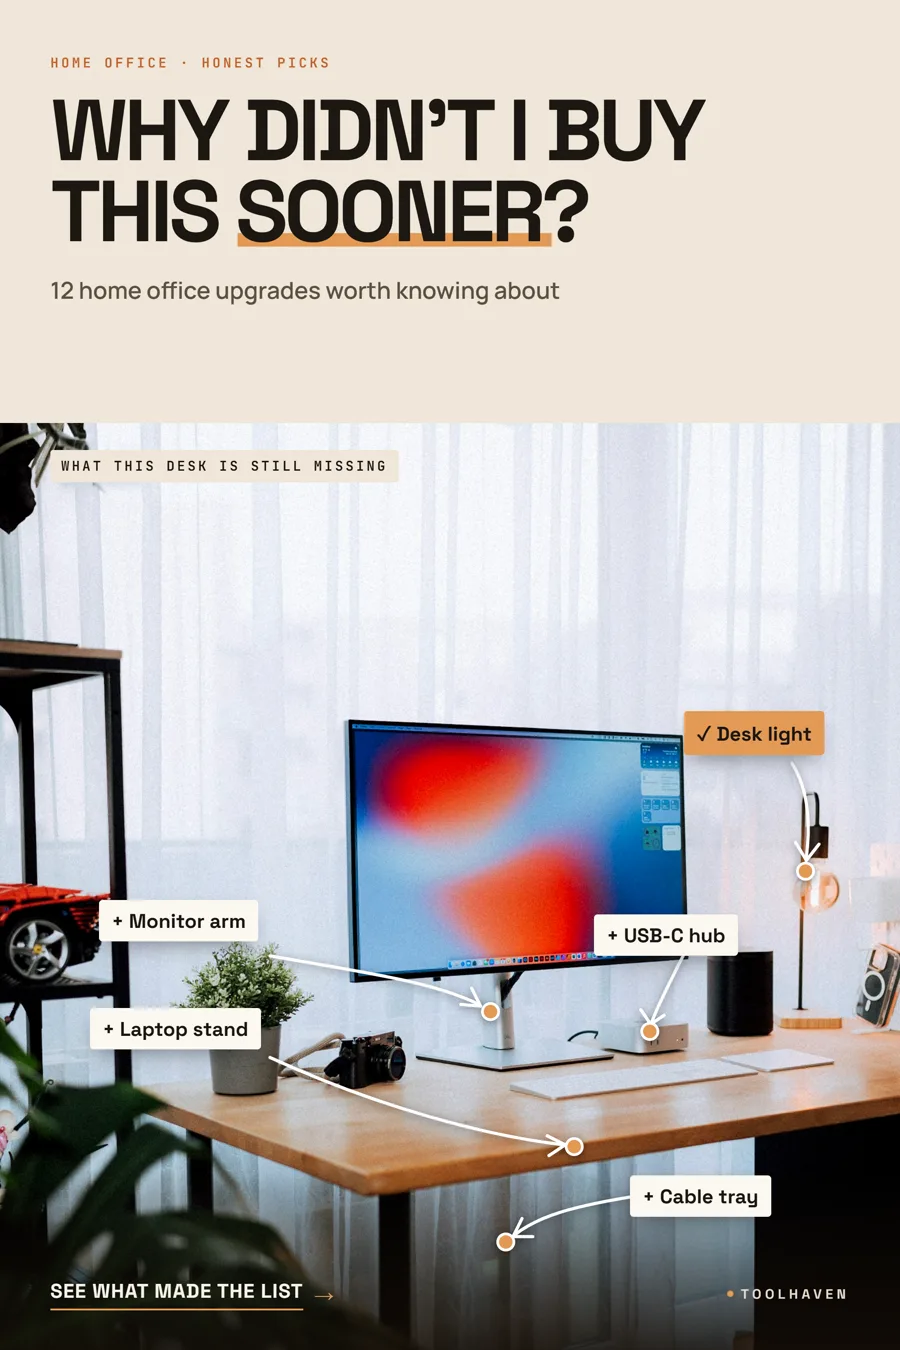 HOME OFFICE · HONEST PICKS
WHY DIDN’T I BUY
THIS SOONER?
12 home office upgrades worth knowing about
WHAT THIS DESK IS STILL MISSING
✓ Desk light
+ Monitor arm
+ USB-C hub
+ Laptop stand
+ Cable tray
SEE WHAT MADE THE LIST →
TOOLHAVEN